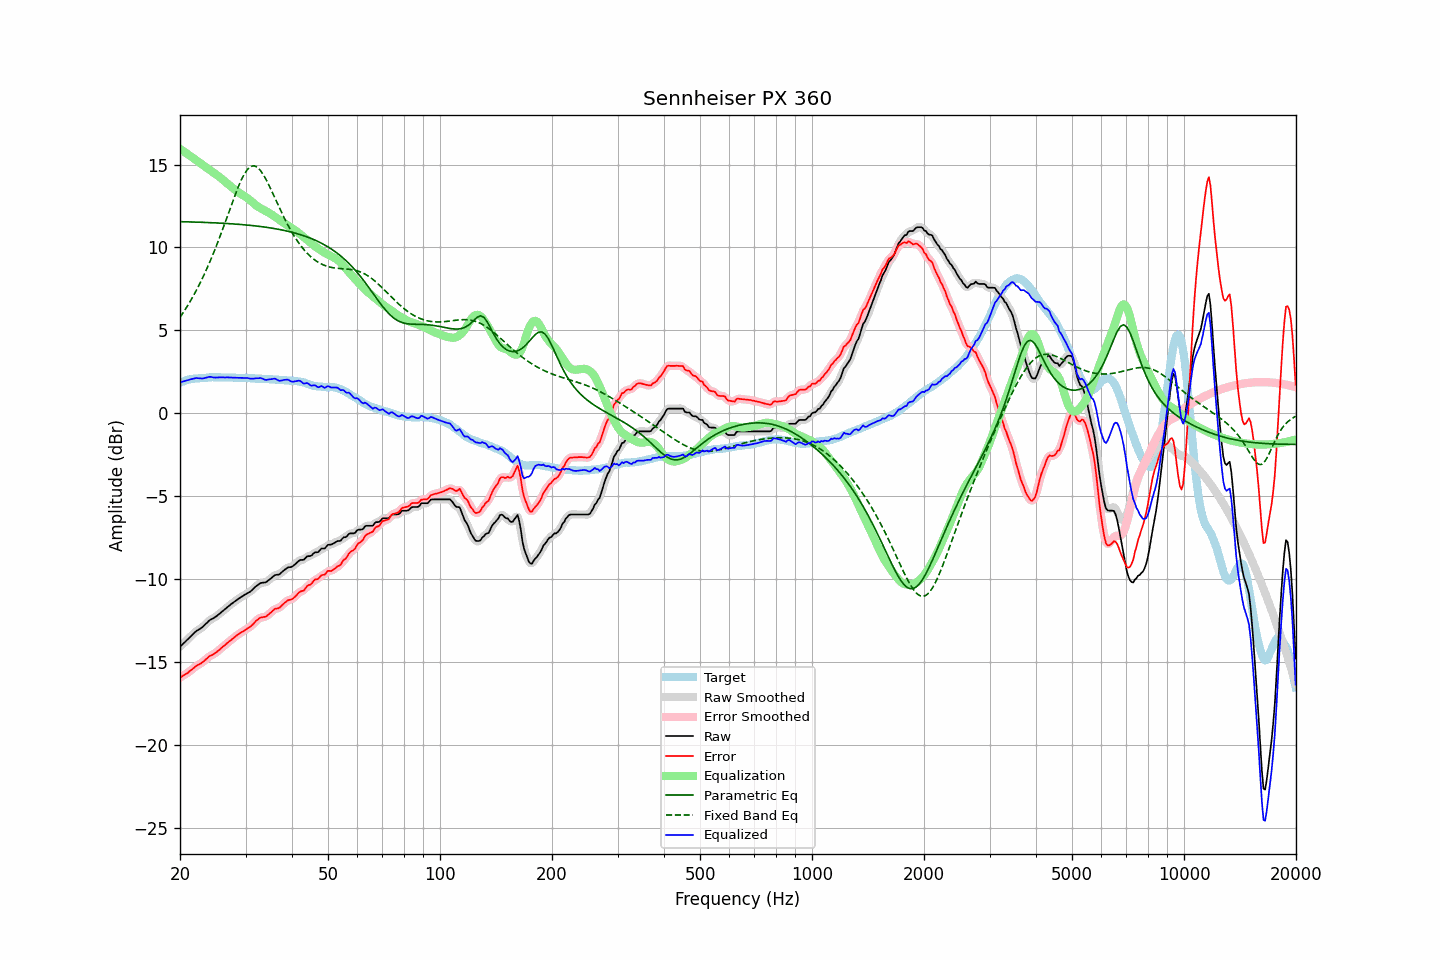 Sennheiser PX 360
15
10
5
0
−5
−10
−15
−20
−25
Amplitude (dBr)
Target
Raw Smoothed
Error Smoothed
Raw
Error
Equalization
Parametric Eq
Fixed Band Eq
Equalized
20 50 100 200 500 1000 2000 5000 10000 20000
Frequency (Hz)